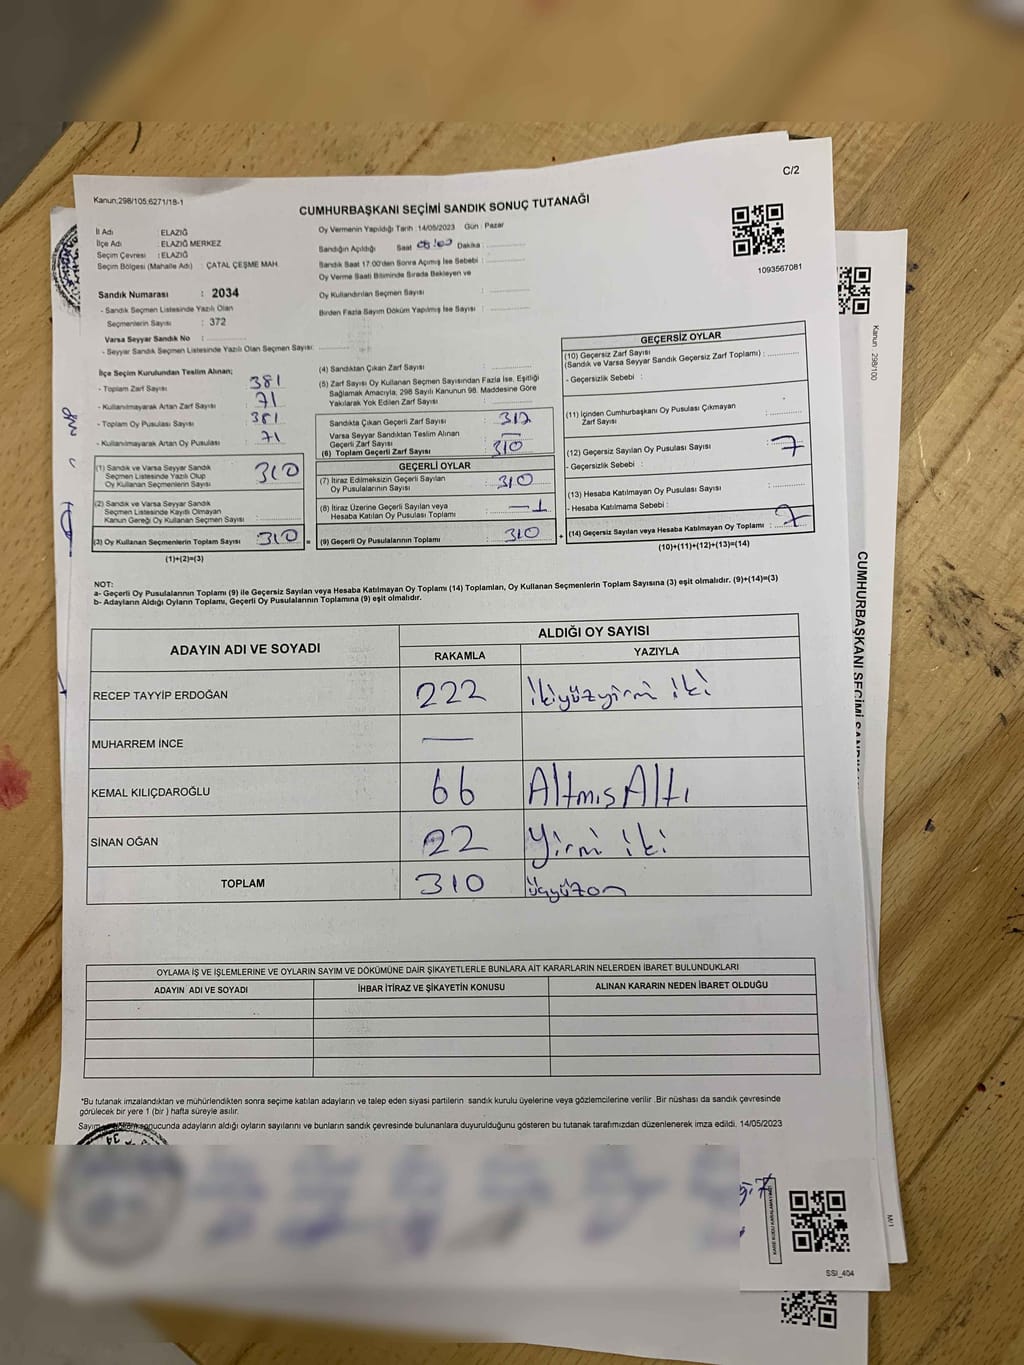 C/2
Kanun;298/105;6271/18-1
CUMHURBAŞKANI SEÇİMİ SANDIK SONUÇ TUTANAĞI
İl Adı : ELAZIĞ
İlçe Adı : ELAZIĞ MERKEZ
Seçim Çevresi : ELAZIĞ
Seçim Bölgesi (Mahalle Adı) : ÇATAL ÇEŞME MAH.
Sandık Numarası : 2034
- Sandık Seçmen Listesinde Yazılı Olan
Seçmenlerin Sayısı : 372
Varsa Seyyar Sandık No :
- Seyyar Sandık Seçmen Listesinde Yazılı Olan Seçmen Sayısı:
Oy Vermenin Yapıldığı Tarih : 14/05/2023 Gün : Pazar
Sandığın Açıldığı Saat Dakika :
Sandık Saat 17:00'den Sonra Açımış İse Sebebi :
Oy Verme Saati Bitiminde Sırada Bekleyen ve
Oy Kullandırılan Seçmen Sayısı :
Birden Fazla Sayım Döküm Yapılmış İse Sayısı :
1093567081
İlçe Seçim Kurulundan Teslim Alınan;
- Toplam Zarf Sayısı : 381
- Kullanılmayarak Artan Zarf Sayısı : 71
- Toplam Oy Pusulası Sayısı : 381
- Kullanılmayarak Artan Oy Pusulası : 71
(1) Sandık ve Varsa Seyyar Sandık
Seçmen Listesinde Yazılı Olup
Oy Kullanan Seçmenlerin Sayısı : 310
(2) Sandık ve Varsa Seyyar Sandık
Seçmen Listesinde Kayıtlı Olmayan
Kanun Gereği Oy Kullanan Seçmen Sayısı :
(3) Oy Kullanan Seçmenlerin Toplam Sayısı : 310
(1)+(2)=(3)
(4) Sandıktan Çıkan Zarf Sayısı :
(5) Zarf Sayısı Oy Kullanan Seçmen Sayısından Fazla İse, Eşitliği
Sağlamak Amacıyla; 298 Sayılı Kanunun 98. Maddesine Göre
Yakılarak Yok Edilen Zarf Sayısı :
Sandıkta Çıkan Geçerli Zarf Sayısı : 317
Varsa Seyyar Sandıktan Teslim Alınan
Geçerli Zarf Sayısı : —
(6) Toplam Geçerli Zarf Sayısı : 310
GEÇERLİ OYLAR
(7) İtiraz Edilmeksizin Geçerli Sayılan
Oy Pusulalarının Sayısı : 310
(8) İtiraz Üzerine Geçerli Sayılan veya
Hesaba Katılan Oy Pusulası Toplamı :
= (9) Geçerli Oy Pusulalarının Toplamı : 310
GEÇERSİZ OYLAR
(10) Geçersiz Zarf Sayısı
(Sandık ve Varsa Seyyar Sandık Geçersiz Zarf Toplamı) :
- Geçersizlik Sebebi :
(11) İçinden Cumhurbaşkanı Oy Pusulası Çıkmayan
Zarf Sayısı :
(12) Geçersiz Sayılan Oy Pusulası Sayısı : 7
- Geçersizlik Sebebi :
(13) Hesaba Katılmayan Oy Pusulası Sayısı :
- Hesaba Katılmama Sebebi :
+ (14) Geçersiz Sayılan veya Hesaba Katılmayan Oy Toplamı : 7
(10)+(11)+(12)+(13)=(14)
NOT:
a- Geçerli Oy Pusulalarının Toplamı (9) ile Geçersiz Sayılan veya Hesaba Katılmayan Oy Toplamı (14) Toplamları, Oy Kullanan Seçmenlerin Toplam Sayısına (3) eşit olmalıdır. (9)+(14)=(3)
b- Adayların Aldığı Oyların Toplamı, Geçerli Oy Pusulalarının Toplamına (9) eşit olmalıdır.
ADAYIN ADI VE SOYADI
ALDIĞI OY SAYISI
RAKAMLA YAZIYLA
RECEP TAYYİP ERDOĞAN 222 ikiyüzyirmi iki
MUHARREM İNCE —
KEMAL KILIÇDAROĞLU 66 Altmış Altı
SİNAN OĞAN 22 Yirmi iki
TOPLAM 310 üçyüzon
OYLAMA İŞ VE İŞLEMLERİNE VE OYLARIN SAYIM VE DÖKÜMÜNE DAİR ŞİKAYETLERLE BUNLARA AİT KARARLARIN NELERDEN İBARET BULUNDUKLARI
ADAYIN ADI VE SOYADI İHBAR İTİRAZ VE ŞİKAYETİN KONUSU ALINAN KARARIN NEDEN İBARET OLDUĞU
*Bu tutanak imzalandıktan ve mühürlendikten sonra seçime katılan adayların ve talep eden siyasi partilerin sandık kurulu üyelerine veya gözlemcilerine verilir .Bir nüshası da sandık çevresinde
görülecek bir yere 1 (bir ) hafta süreyle asılır.
sonucunda adayların aldığı oyların sayılarını ve bunların sandık çevresinde bulunanlara duyurulduğunu gösteren bu tutanak tarafımızdan düzenlenerek imza edildi. 14/05/2023
SSI_404
Kanun 298/100
CUMHURBAŞKANI SEÇİMİ
M/1